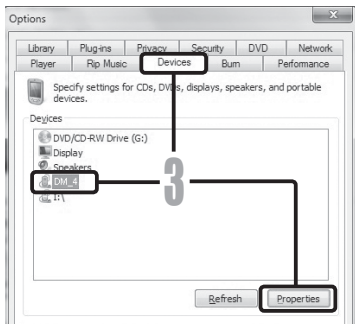 Options
Library Plug-ins Privacy Security DVD Network
Player Rip Music Devices Burn Performance
Specify settings for CDs, DVDs, displays, speakers, and portable
devices.
Devices
DVD/CD-RW Drive (G:)
Display
Speakers
DM_4
I:\
3
Refresh Properties